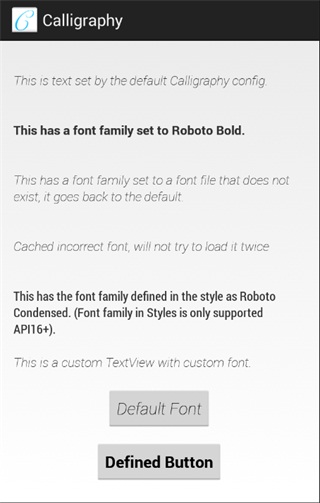 Calligraphy
This is text set by the default Calligraphy config.
This has a font family set to Roboto Bold.
This has a font family set to a font file that does not
exist, it goes back to the default.
Cached incorrect font, will not try to load it twice
This has the font family defined in the style as Roboto
Condensed. (Font family in Styles is only supported
API16+).
This is a custom TextView with custom font.
Default Font
Defined Button